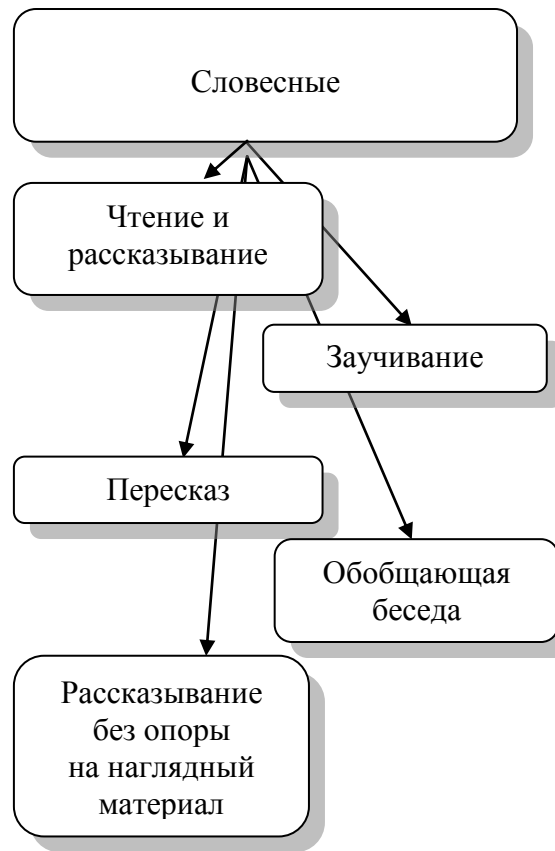 Словесные
Чтение и
рассказывание
Заучивание
Пересказ
Обобщающая
беседа
Рассказывание
без опоры
на наглядный
материал